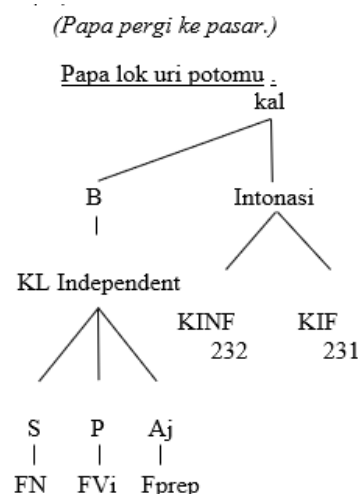 (Papa pergi ke pasar.)
Papa lok uri potomu .
kal
B Intonasi
KL Independent
KINF KIF
232 231
S P Aj
FN FVi Fprep